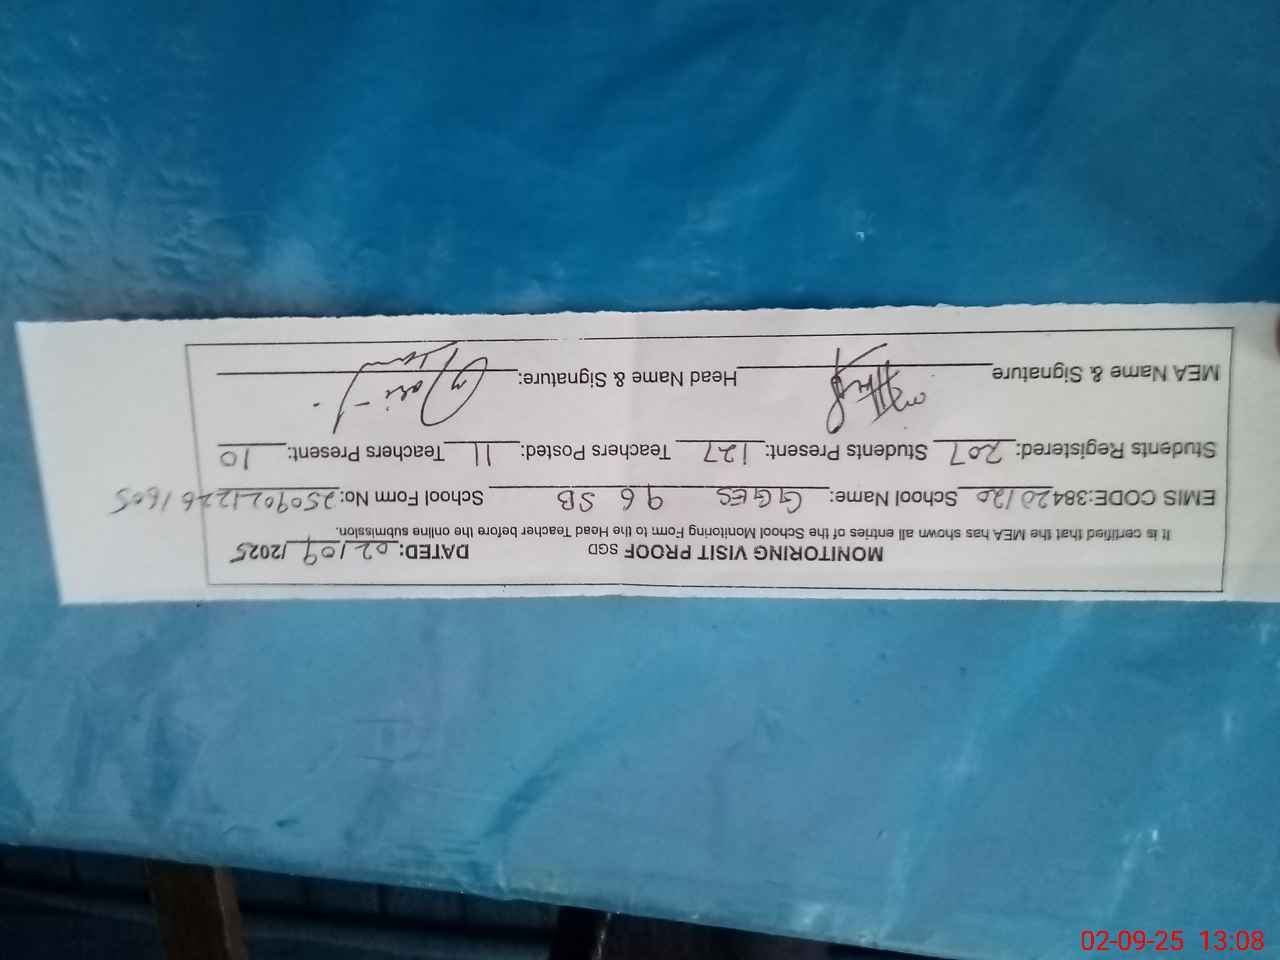 MONITORING VISIT PROOF SGD DATED: 02/09/2025
It is certified that the MEA has shown all entries of the School Monitoring Form to the Head Teacher before the online submission.
EMIS CODE:38420120 School Name: GGES 96 SB School Form No: 25090212261605
Students Registered: 207 Students Present: 127 Teachers Posted: 11 Teachers Present: 10
MEA Name & Signature Head Name & Signature:
02-09-25 13:08